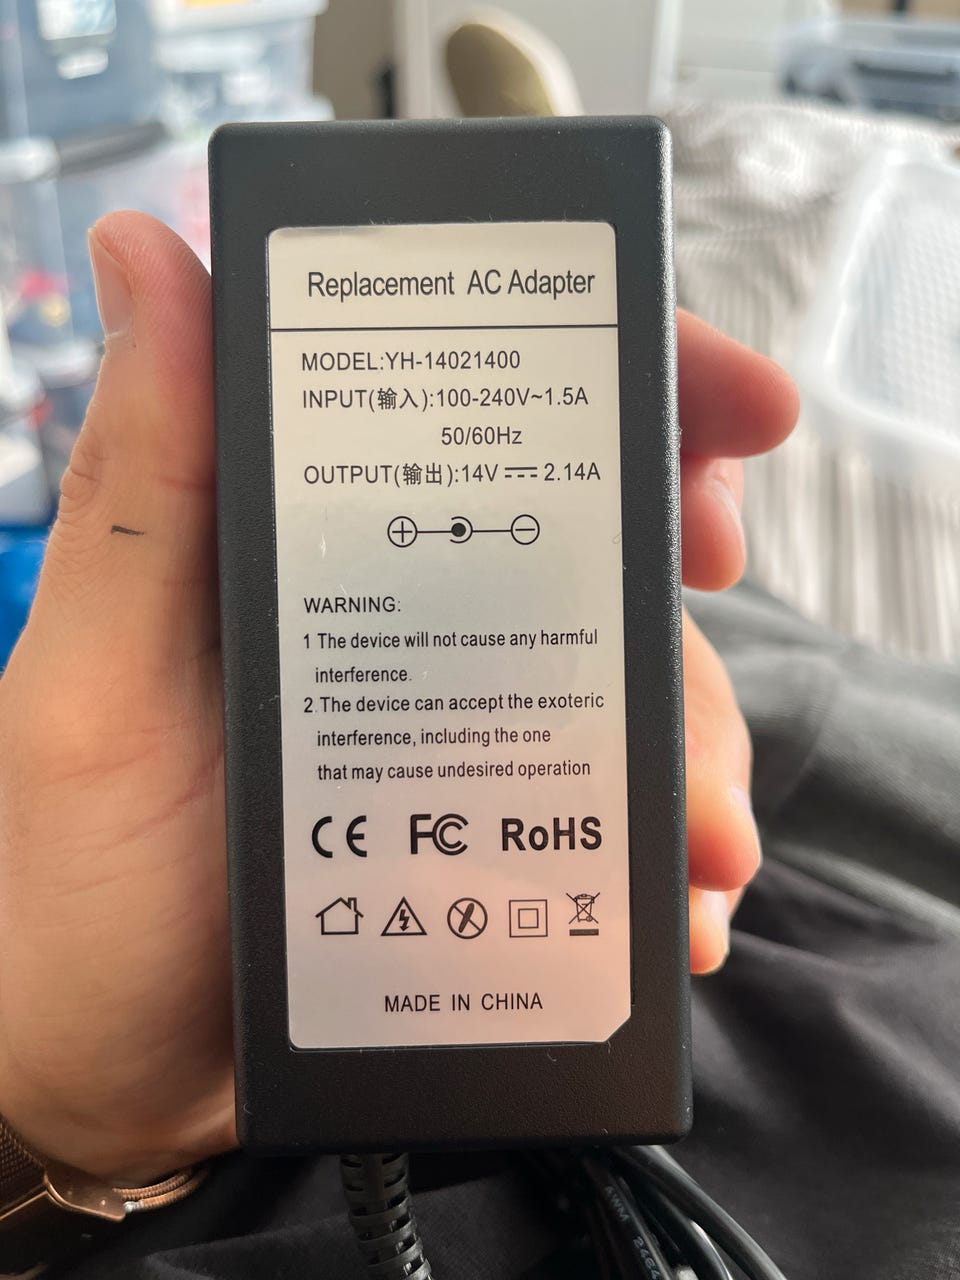 Replacement AC Adapter
MODEL:YH-14021400
INPUT(输入):100-240V~1.5A
50/60Hz
OUTPUT(输出):14V⎓2.14A
WARNING:
1 The device will not cause any harmful
interference.
2.The device can accept the exoteric
interference, including the one
that may cause undesired operation
CE FC RoHS
MADE IN CHINA
AWM